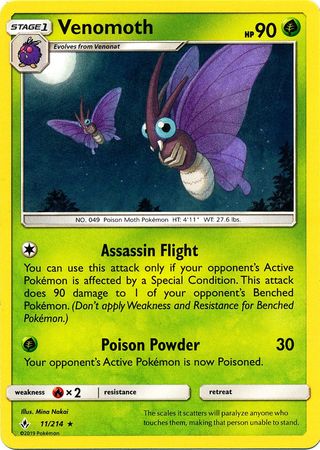 STAGE 1 Venomoth HP 90
Evolves from Venonat
NO. 049 Poison Moth Pokémon HT: 4'11" WT: 27.6 lbs.
Assassin Flight
You can use this attack only if your opponent's Active
Pokémon is affected by a Special Condition. This attack
does 90 damage to 1 of your opponent's Benched
Pokémon. (Don't apply Weakness and Resistance for Benched
Pokémon.)
Poison Powder 30
Your opponent's Active Pokémon is now Poisoned.
weakness × 2 resistance retreat
Illus. Mina Nakai
11/214 ★
©2019 Pokémon
The scales it scatters will paralyze anyone who
touches them, making that person unable to stand.